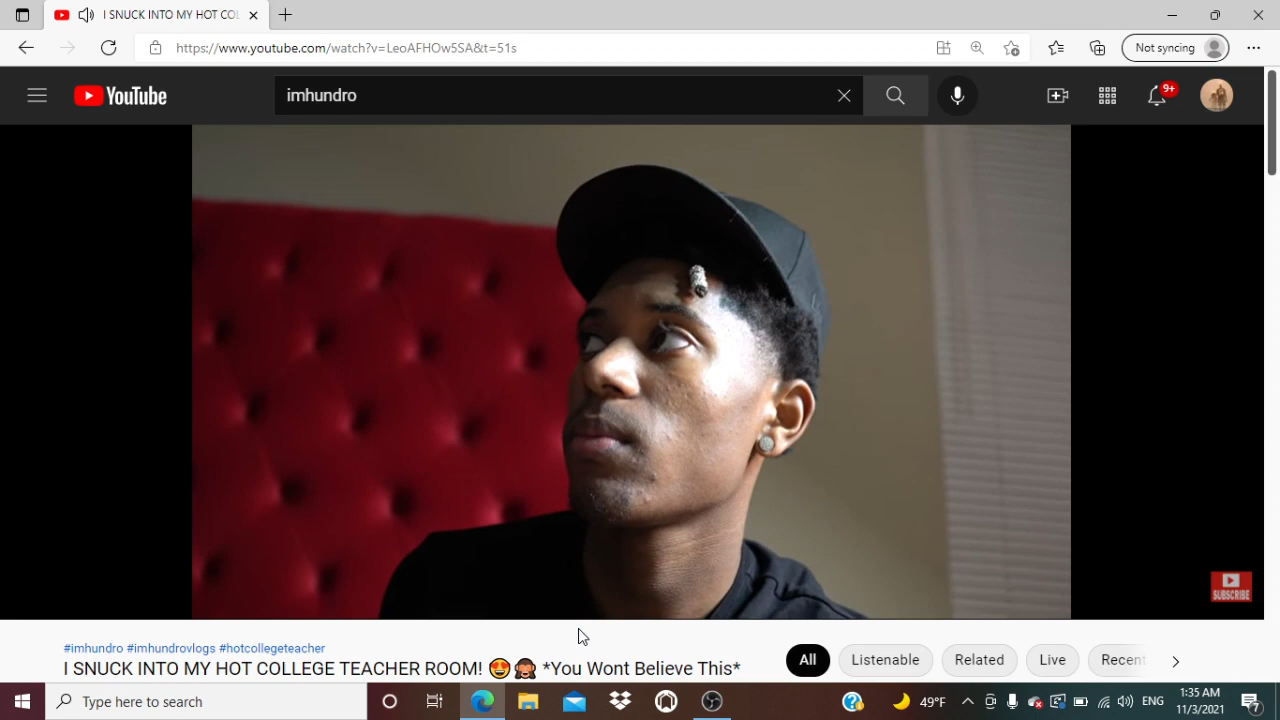 I SNUCK INTO MY HOT COL
https://www.youtube.com/watch?v=LeoAFHOw5SA&t=51s
Not syncing
YouTube
imhundro
9+
SUBSCRIBE
#imhundro #imhundrovlogs #hotcollegeteacher
I SNUCK INTO MY HOT COLLEGE TEACHER ROOM! 😍🙈 *You Wont Believe This*
All Listenable Related Live Recent
Type here to search
49°F
ENG
1:35 AM
11/3/2021
7